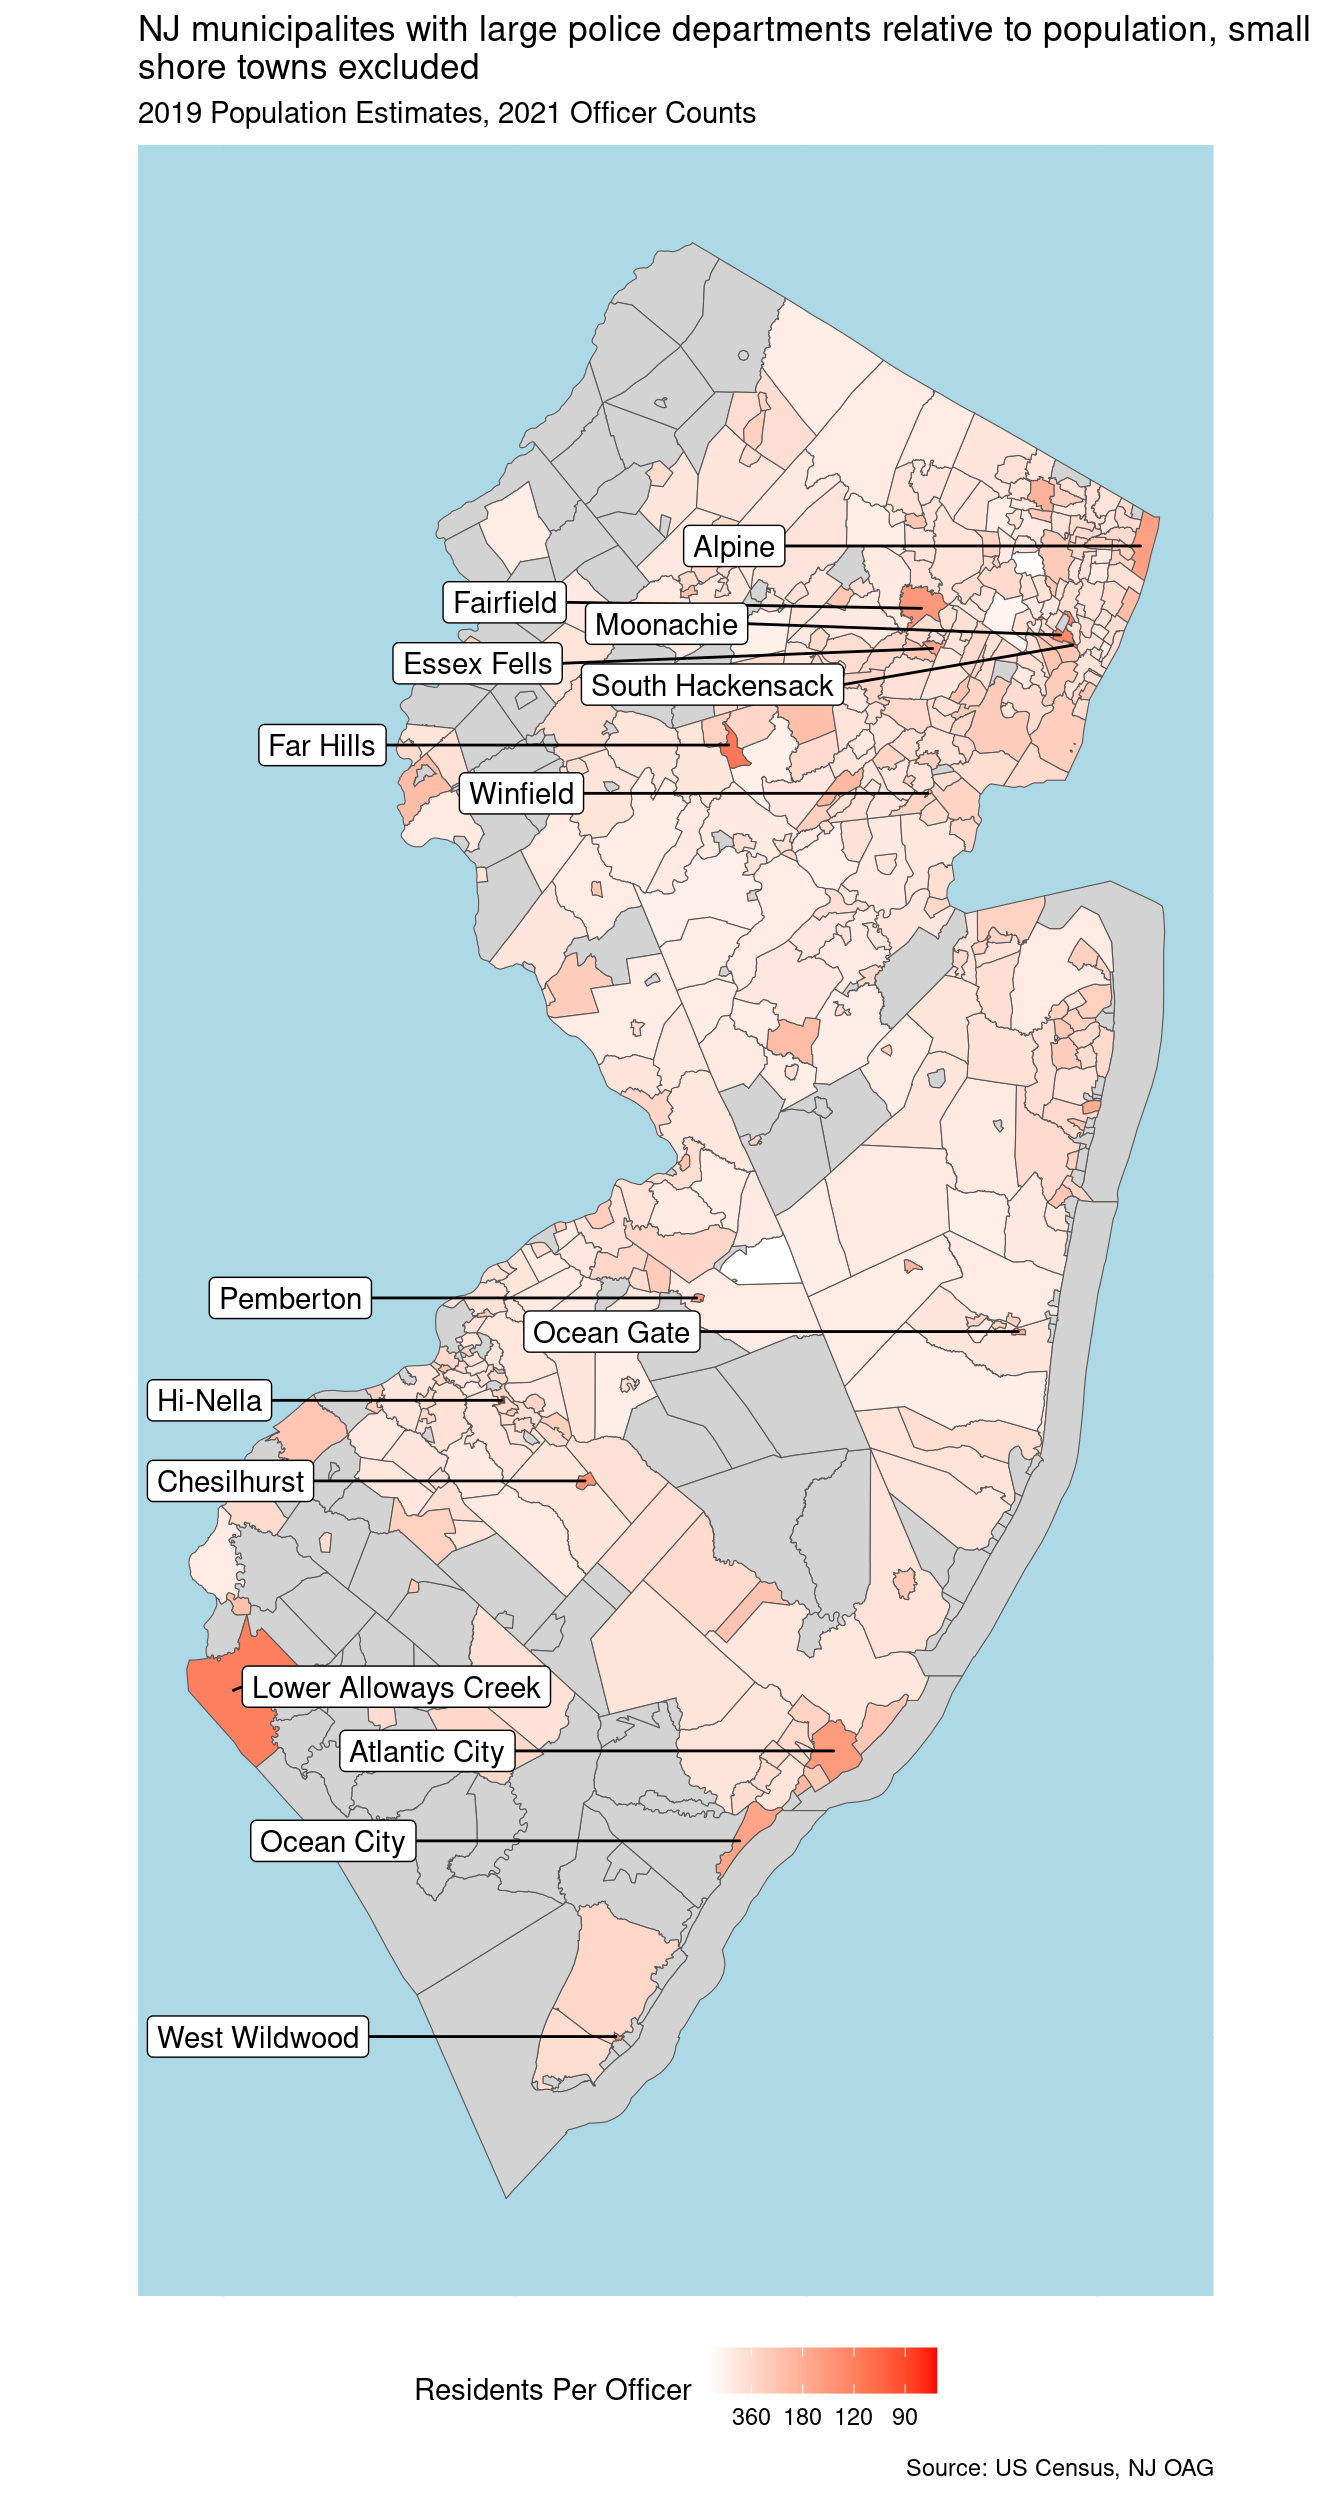 NJ municipalites with large police departments relative to population, small
shore towns excluded
2019 Population Estimates, 2021 Officer Counts
Alpine
Fairfield
Moonachie
Essex Fells
South Hackensack
Far Hills
Winfield
Pemberton
Ocean Gate
Hi-Nella
Chesilhurst
Lower Alloways Creek
Atlantic City
Ocean City
West Wildwood
Residents Per Officer
360 180 120 90
Source: US Census, NJ OAG